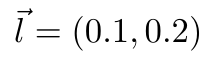 $\vec{l} = (0.1, 0.2)$